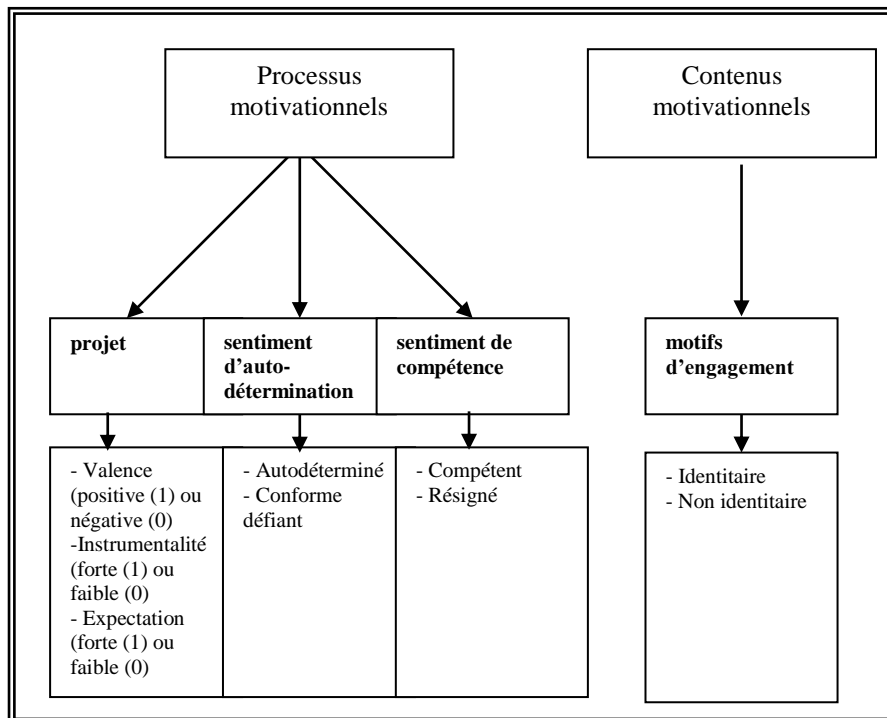 Processus
motivationnels
Contenus
motivationnels
projet
sentiment
d’auto-
détermination
sentiment de
compétence
motifs
d’engagement
- Valence
(positive (1) ou
négative (0)
-Instrumentalité
(forte (1) ou
faible (0)
- Expectation
(forte (1) ou
faible (0)
- Autodéterminé
- Conforme
défiant
- Compétent
- Résigné
- Identitaire
- Non identitaire